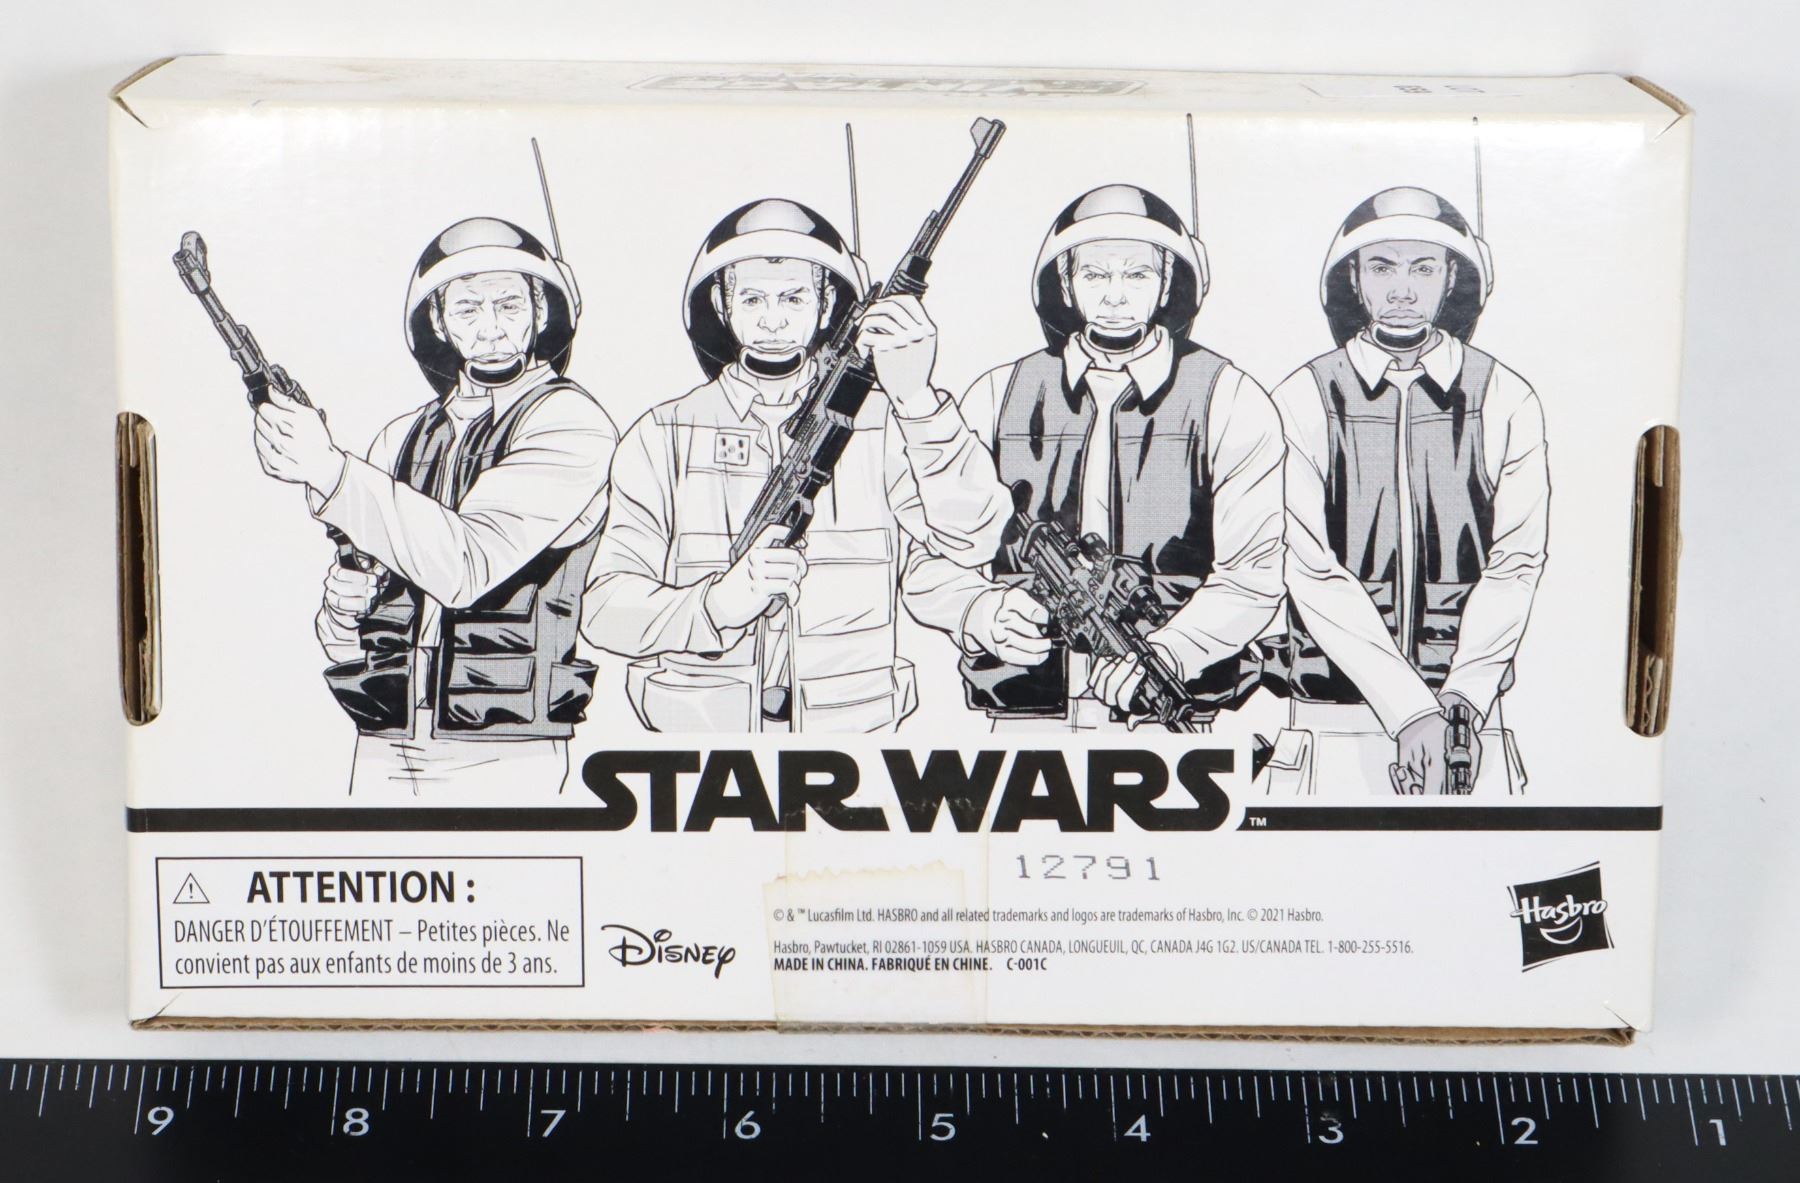 STAR WARS
TM
⚠ ATTENTION :
DANGER D'ÉTOUFFEMENT – Petites pièces. Ne
convient pas aux enfants de moins de 3 ans.
DISNEY
12791
© & ™ Lucasfilm Ltd. HASBRO and all related trademarks and logos are trademarks of Hasbro, Inc. © 2021 Hasbro.
Hasbro, Pawtucket, RI 02861-1059 USA. HASBRO CANADA, LONGUEUIL, QC, CANADA J4G 1G2. US/CANADA TEL. 1-800-255-5516.
MADE IN CHINA. FABRIQUÉ EN CHINE. C-001C
Hasbro
9 8 7 6 5 4 3 2 1